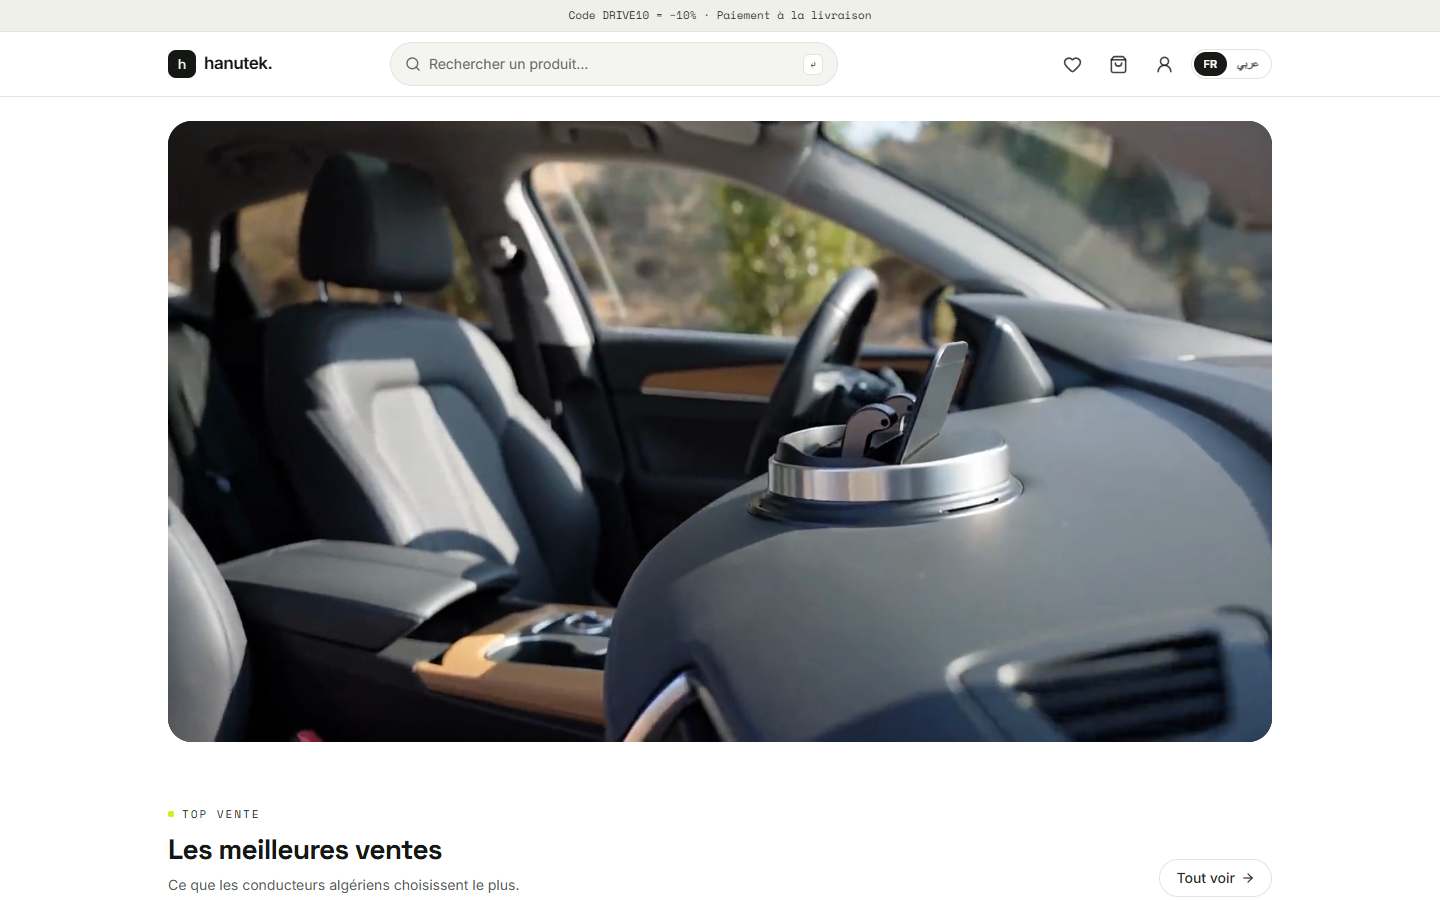 Code DRIVE10 = -10% · Paiement à la livraison
h hanutek.
Rechercher un produit...
FR عربي
TOP VENTE
Les meilleures ventes
Ce que les conducteurs algériens choisissent le plus.
Tout voir →